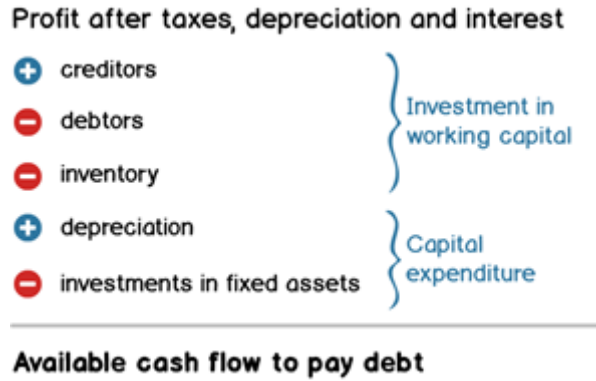 Profit after taxes, depreciation and interest
+ creditors
- debtors
Investment in
working capital
- inventory
+ depreciation
Capital
expenditure
- investments in fixed assets
Available cash flow to pay debt